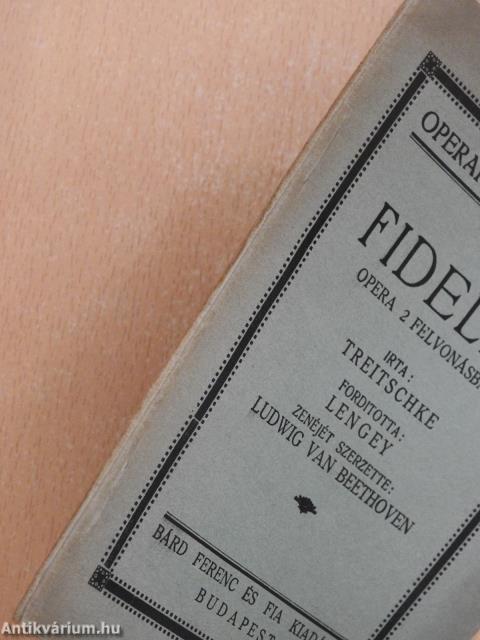 OPERA
FIDEL
OPERA 2 FELVONÁSB
IRTA:
TREITSCHKE
FORDITOTTA:
LENGEY
ZENÉJÉT SZERZETTE:
LUDWIG VAN BEETHOVEN
BÁRD FERENC ÉS FIA KIAD
BUDAPEST
Antikvárium.hu